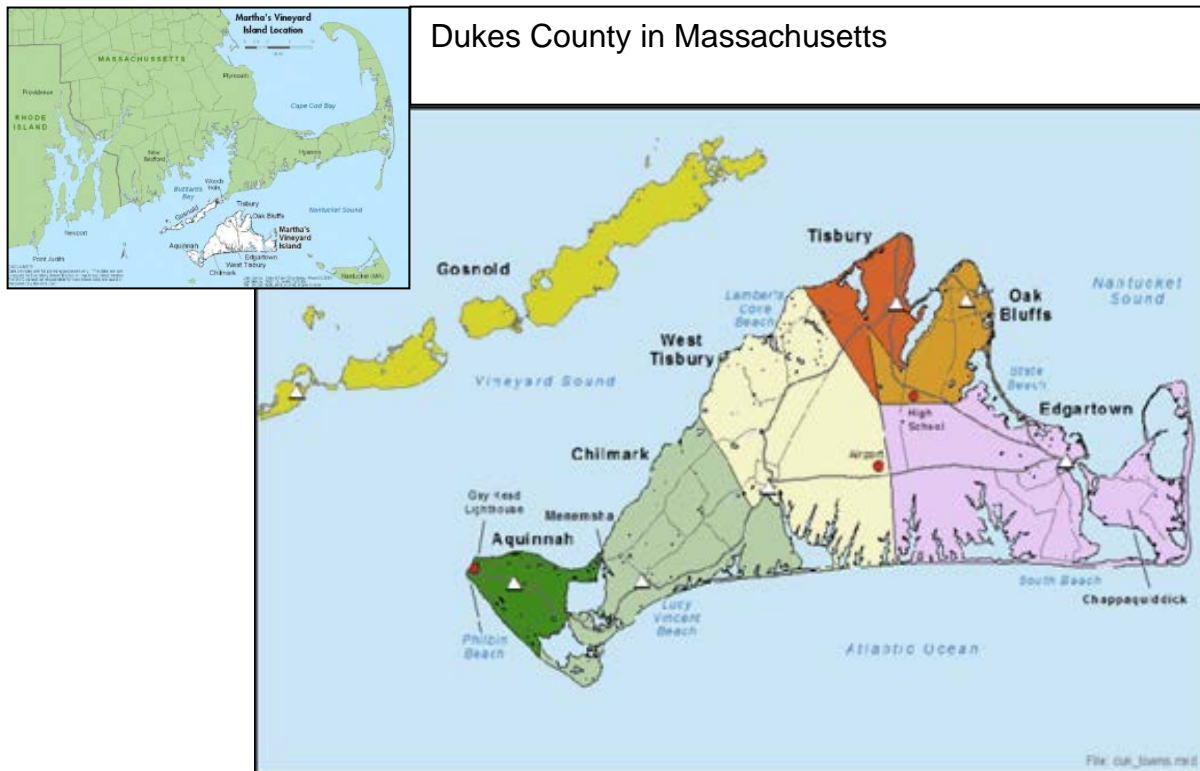 Dukes County in Massachusetts
Martha's Vineyard
Island Location
MASSACHUSETTS
Plymouth
Providence
Cape Cod Bay
RHODE
ISLAND
New
Bedford
Hyannis
Woods
Hole
Buzzards
Bay
Gosnold
Tisbury
Oak Bluffs
Nantucket Sound
Newport
Martha's
Vineyard
Island
Aquinnah
Edgartown
West Tisbury
Chilmark
Point Judith
Nantucket (MA)
Tisbury
Gosnold
Nantucket
Sound
Lambert's
Cove
Beach
Oak
Bluffs
West
Tisbury
Vineyard Sound
State
Beach
Edgartown
High
School
Chilmark
Airport
Gay Head
Lighthouse
Menemsha
Aquinnah
South Beach
Chappaquiddick
Lucy
Vincent
Beach
Philbin
Beach
Atlantic Ocean